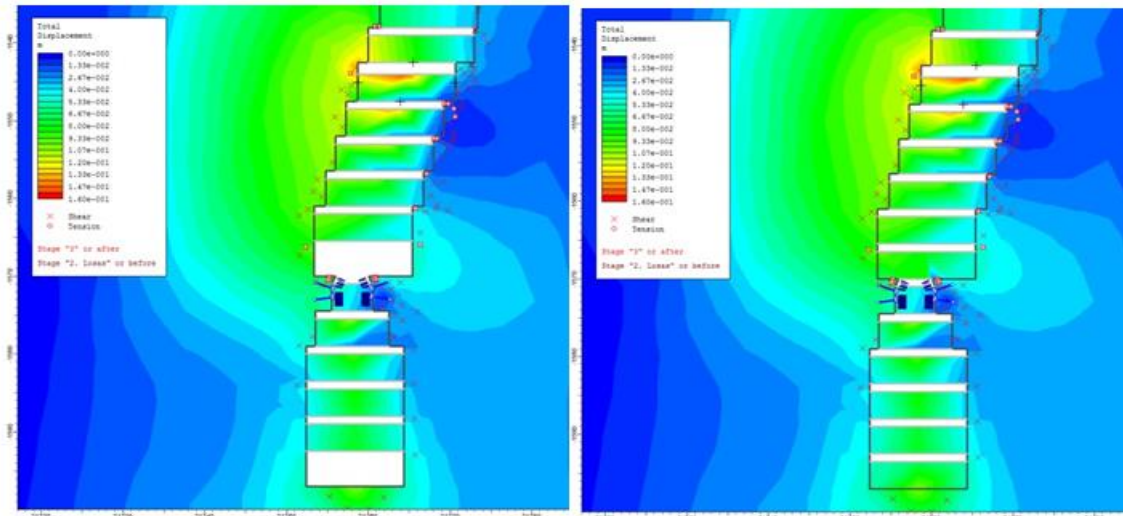 Total
Displacement
m
0.00e+000
1.33e-002
2.67e-002
4.00e-002
5.33e-002
6.67e-002
8.00e-002
9.33e-002
1.07e-001
1.20e-001
1.33e-001
1.47e-001
1.60e-001
Shear
Tension
Stage "3" or after
Stage "2. Losas" or before
Total
Displacement
m
0.00e+000
1.33e-002
2.67e-002
4.00e-002
5.33e-002
6.67e-002
8.00e-002
9.33e-002
1.07e-001
1.20e-001
1.33e-001
1.47e-001
1.60e-001
Shear
Tension
Stage "3" or after
Stage "2. Losas" or before